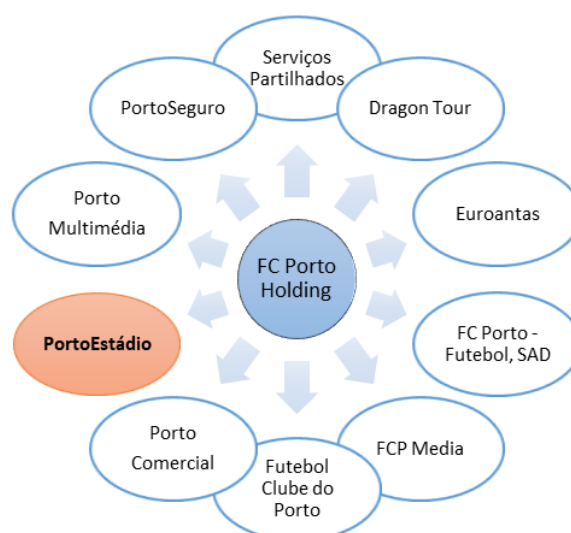 Serviços
Partilhados
PortoSeguro
Dragon Tour
Porto
Multimédia
Euroantas
FC Porto
Holding
PortoEstádio
FC Porto -
Futebol, SAD
Porto
Comercial
FCP Media
Futebol
Clube do
Porto